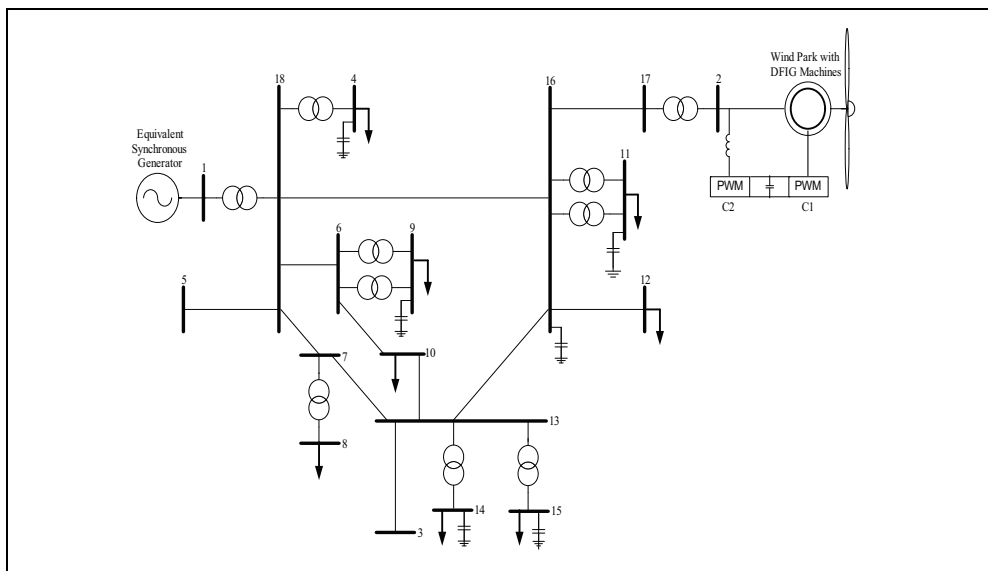 Wind Park with
DFIG Machines
18
4
16
17
2
Equivalent
Synchronous
Generator
1
11
PWM
PWM
C2
C1
6
9
5
12
7
10
13
8
14
15
3